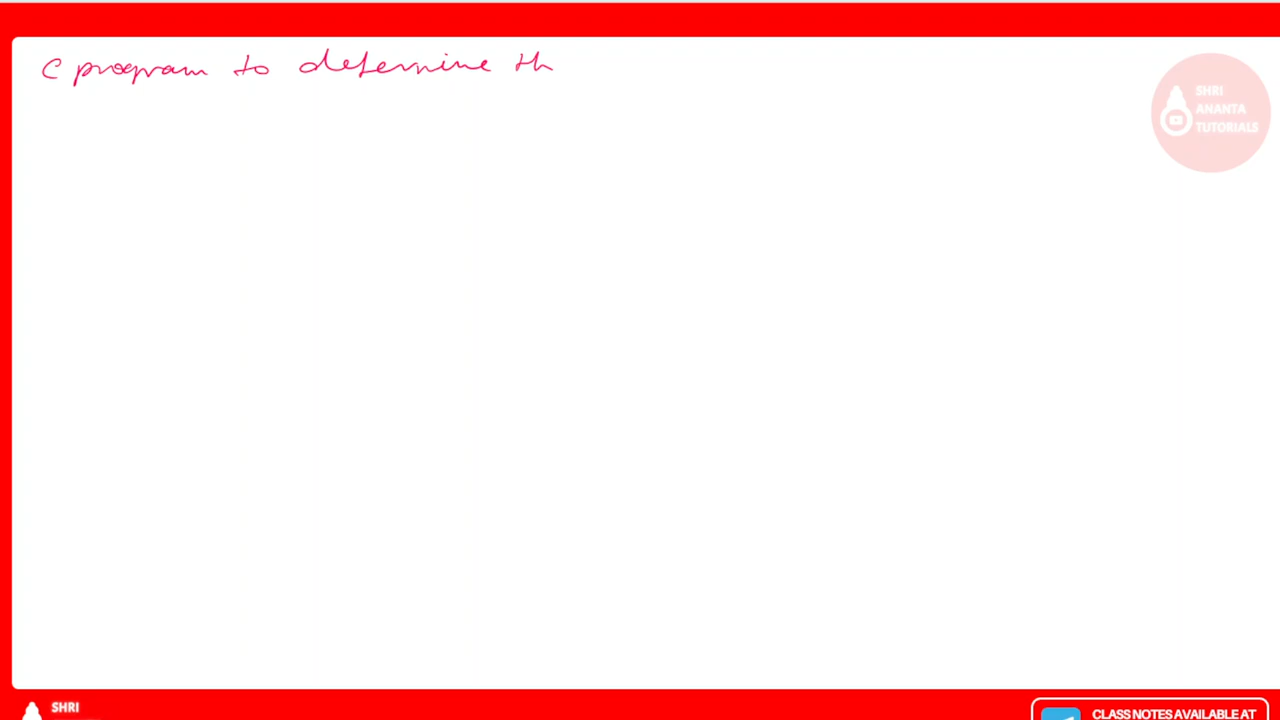 c program to determine th
SHRI
ANANTA
TUTORIALS
SHRI
CLASS NOTES AVAILABLE AT